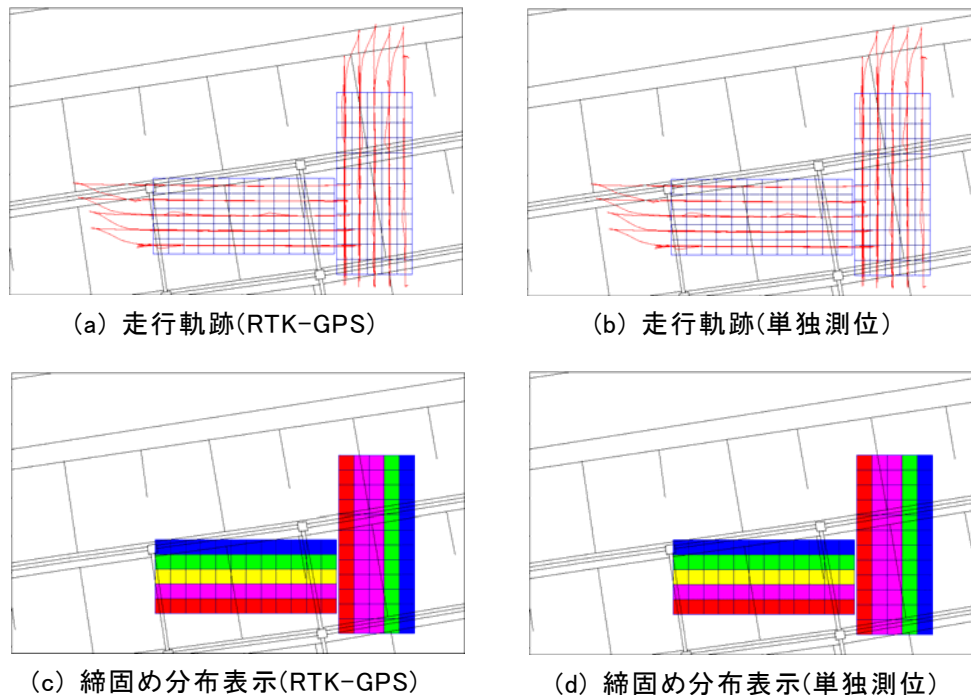 (a) 走行軌跡(RTK-GPS)
(b) 走行軌跡(単独測位)
(c) 締固め分布表示(RTK-GPS)
(d) 締固め分布表示(単独測位)